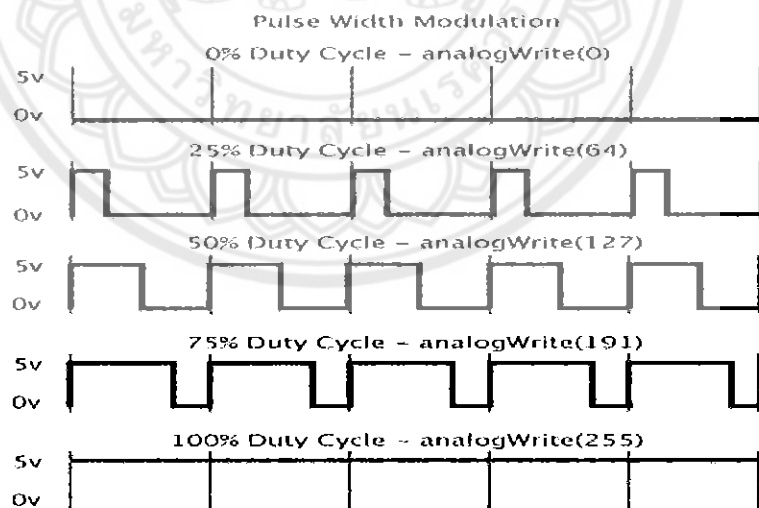 Pulse Width Modulation
0% Duty Cycle – analogWrite(0)
5v
0v
25% Duty Cycle – analogWrite(64)
5v
0v
50% Duty Cycle – analogWrite(127)
5v
0v
75% Duty Cycle – analogWrite(191)
5v
0v
100% Duty Cycle – analogWrite(255)
5v
0v